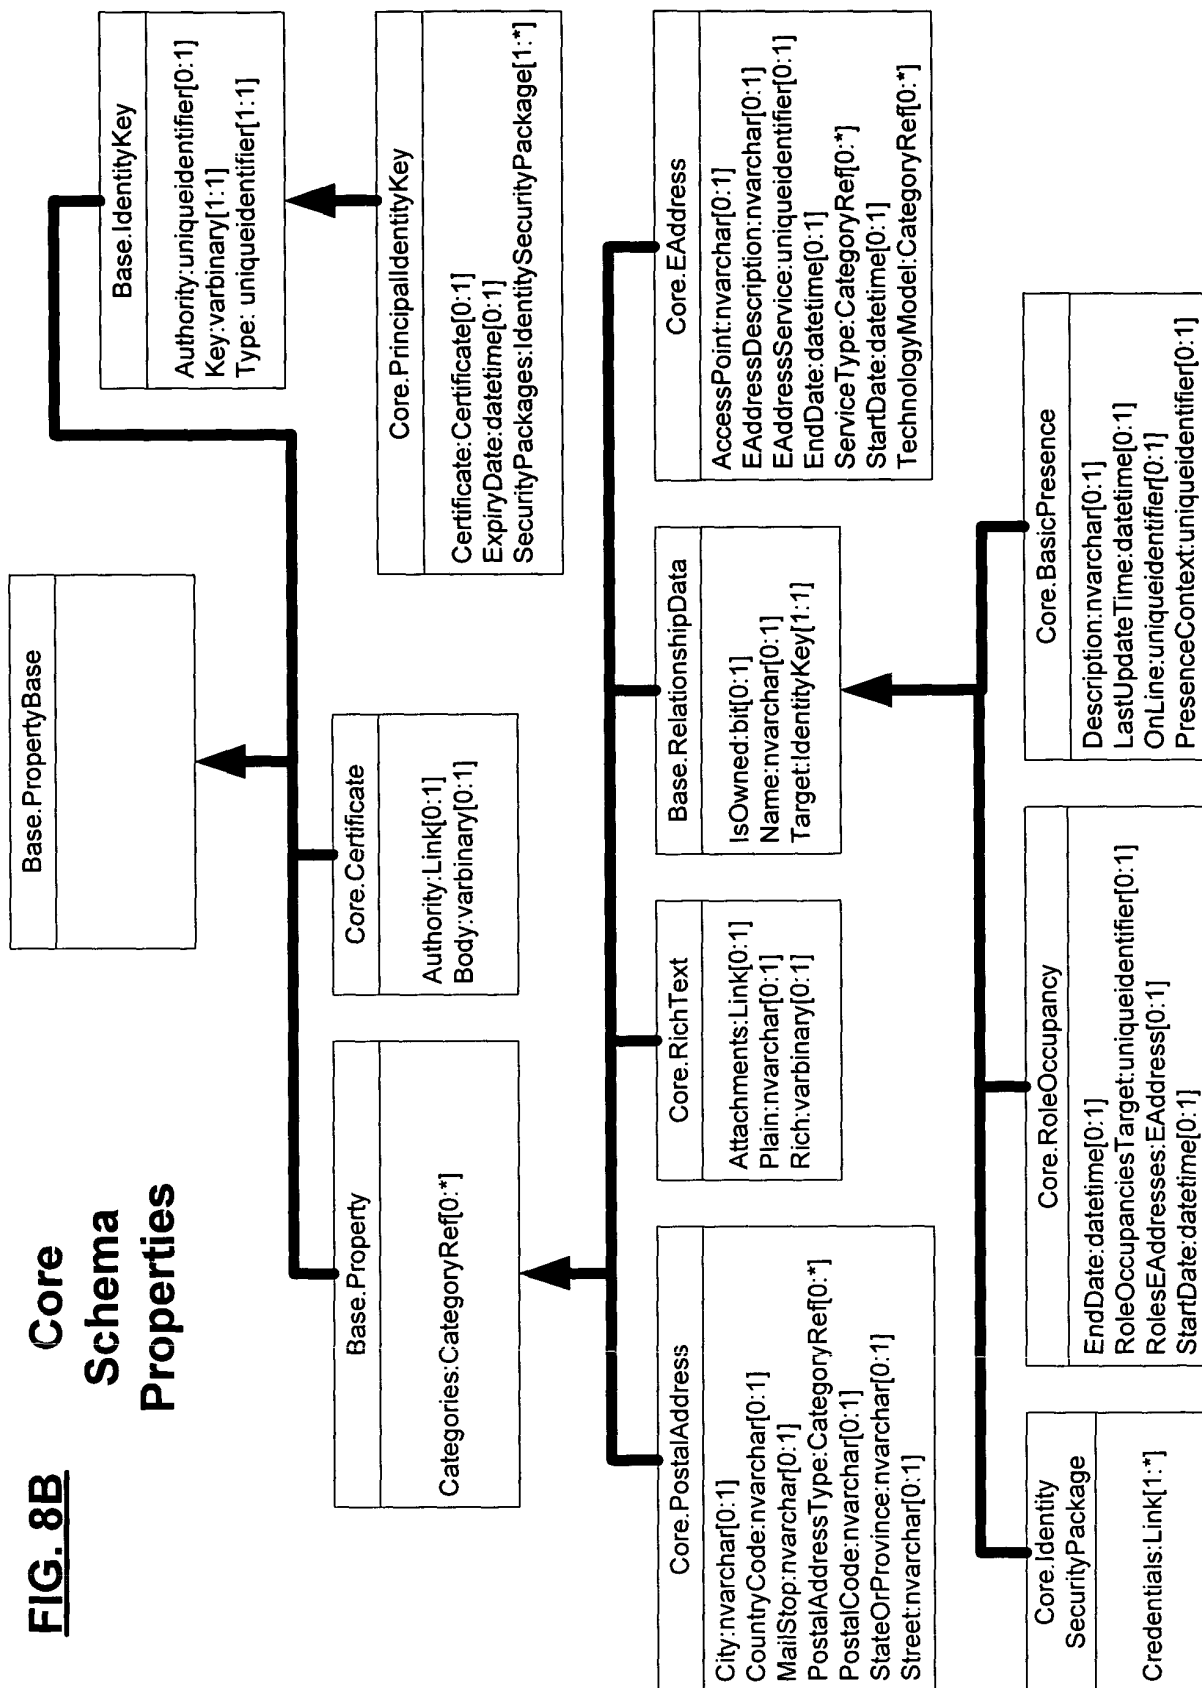 FIG. 8B
Core
Schema
Properties
Base.PropertyBase
Base.Property
Categories:CategoryRef[0:*]
Core.Certificate
Authority:Link[0:1]
Body:varbinary[0:1]
Base.IdentityKey
Authority:uniqueidentifier[0:1]
Key:varbinary[1:1]
Type: uniqueidentifier[1:1]
Core.PrincipalIdentityKey
Certificate:Certificate[0:1]
ExpiryDate:datetime[0:1]
SecurityPackages:IdentitySecurityPackage[1:*]
Core.PostalAddress
City:nvarchar[0:1]
CountryCode:nvarchar[0:1]
MailStop:nvarchar[0:1]
PostalAddressType:CategoryRef[0:*]
PostalCode:nvarchar[0:1]
StateOrProvince:nvarchar[0:1]
Street:nvarchar[0:1]
Core.RichText
Attachments:Link[0:1]
Plain:nvarchar[0:1]
Rich:varbinary[0:1]
Base.RelationshipData
IsOwned:bit[0:1]
Name:nvarchar[0:1]
Target:IdentityKey[1:1]
Core.EAddress
AccessPoint:nvarchar[0:1]
EAddressDescription:nvarchar[0:1]
EAddressService:uniqueidentifier[0:1]
EndDate:datetime[0:1]
ServiceType:CategoryRef[0:*]
StartDate:datetime[0:1]
TechnologyModel:CategoryRef[0:*]
Core.Identity
SecurityPackage
Credentials:Link[1:*]
Core.RoleOccupancy
EndDate:datetime[0:1]
RoleOccupanciesTarget:uniqueidentifier[0:1]
RolesEAddresses:EAddress[0:1]
StartDate:datetime[0:1]
Core.BasicPresence
Description:nvarchar[0:1]
LastUpdateTime:datetime[0:1]
OnLine:uniqueidentifier[0:1]
PresenceContext:uniqueidentifier[0:1]